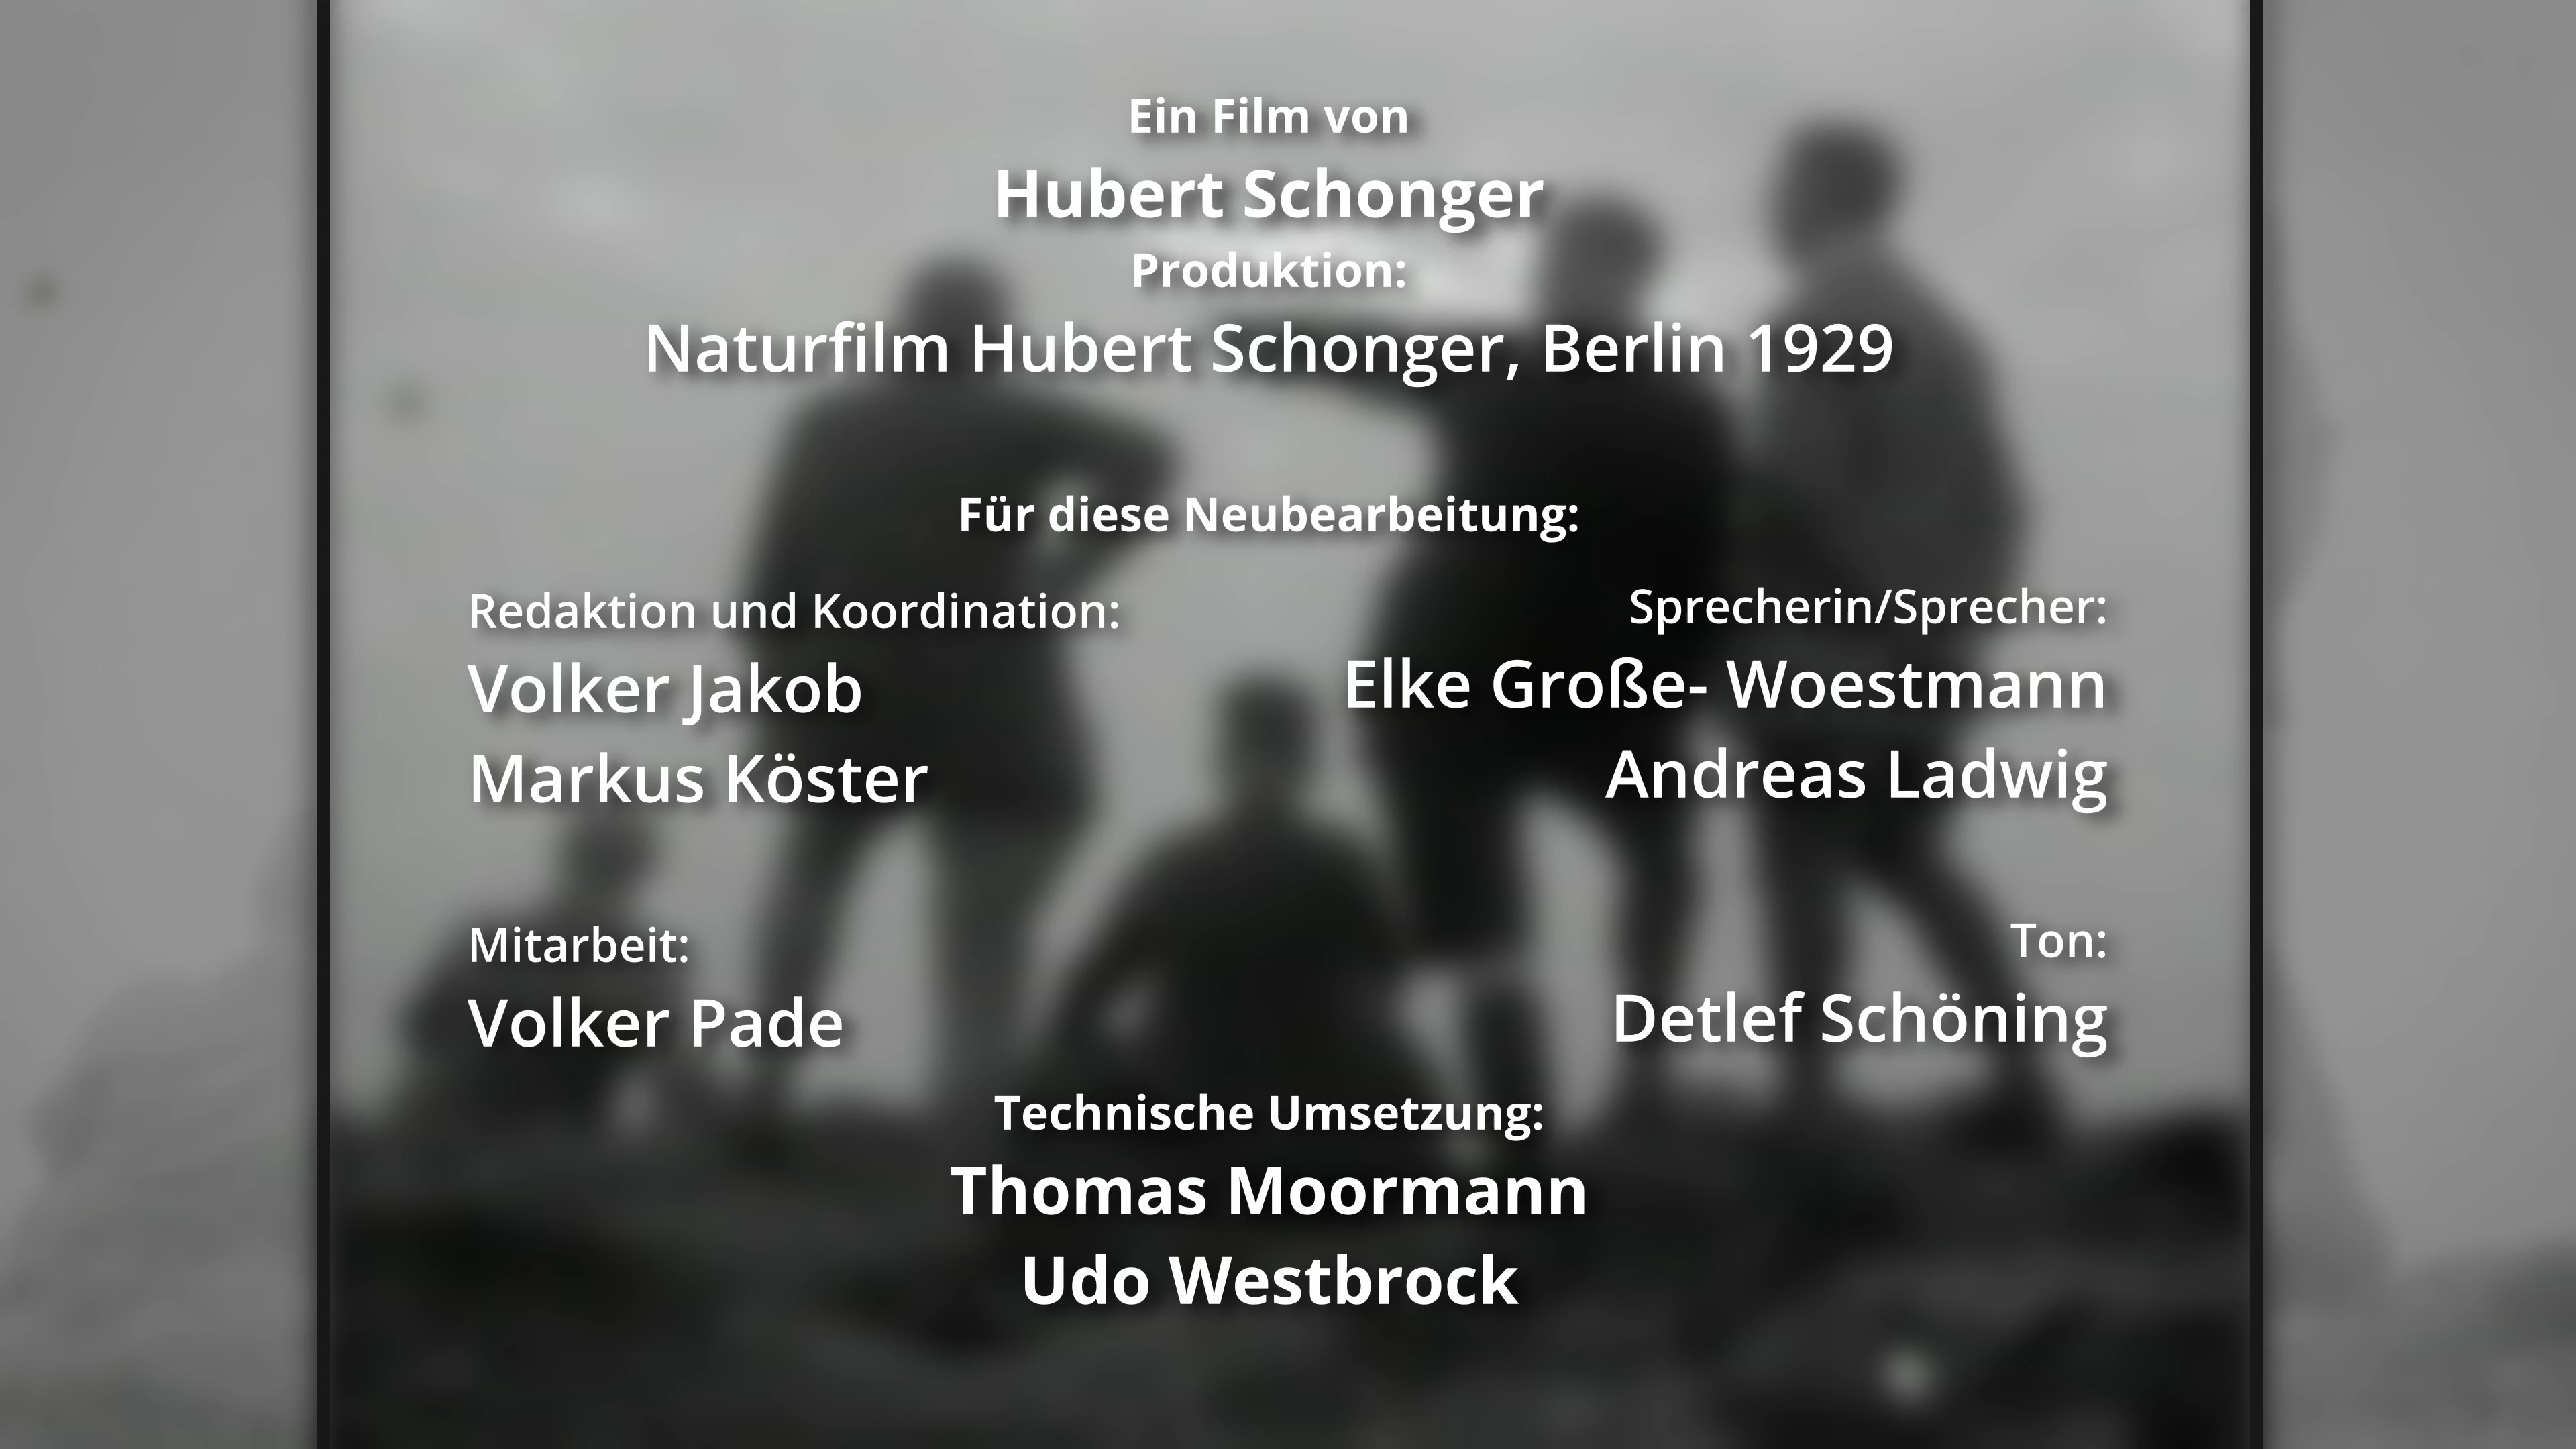 Ein Film von
Hubert Schonger
Produktion:
Naturfilm Hubert Schonger, Berlin 1929
Für diese Neubearbeitung:
Redaktion und Koordination:
Volker Jakob
Markus Köster
Sprecherin/Sprecher:
Elke Große- Woestmann
Andreas Ladwig
Mitarbeit:
Volker Pade
Ton:
Detlef Schöning
Technische Umsetzung:
Thomas Moormann
Udo Westbrock